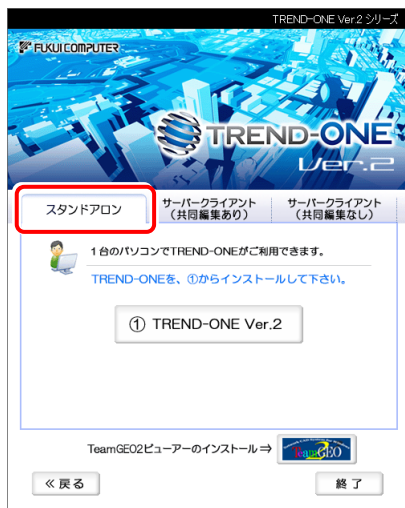 TREND-ONE Ver.2 シリーズ
FUKUI COMPUTER
TREND-ONE
Ver.2
スタンドアロン
サーバークライアント
（共同編集あり）
サーバークライアント
（共同編集なし）
1台のパソコンでTREND-ONEがご利用できます。
TREND-ONEを、①からインストールして下さい。
① TREND-ONE Ver.2
TeamGEO2ビューアーのインストール⇒
TeamGEO
2
≪戻る
終了